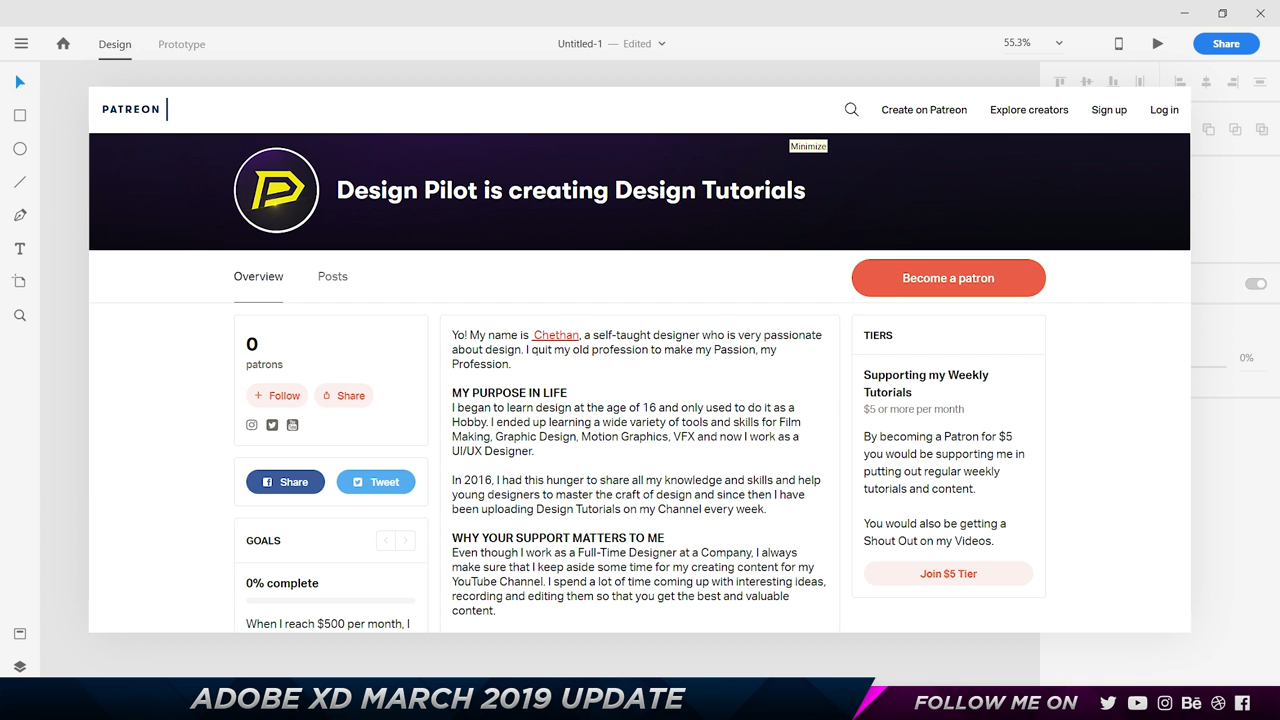 Design
Prototype
Untitled-1 — Edited
55.3%
Share
PATREON
Create on Patreon
Explore creators
Sign up
Log in
Minimize
Design Pilot is creating Design Tutorials
Overview
Posts
Become a patron
0
patrons
+ Follow
Share
Share
Tweet
GOALS
0% complete
When I reach $500 per month, I
Yo! My name is Chethan, a self-taught designer who is very passionate
about design. I quit my old profession to make my Passion, my
Profession.
MY PURPOSE IN LIFE
I began to learn design at the age of 16 and only used to do it as a
Hobby. I ended up learning a wide variety of tools and skills for Film
Making, Graphic Design, Motion Graphics, VFX and now I work as a
UI/UX Designer.
In 2016, I had this hunger to share all my knowledge and skills and help
young designers to master the craft of design and since then I have
been uploading Design Tutorials on my Channel every week.
WHY YOUR SUPPORT MATTERS TO ME
Even though I work as a Full-Time Designer at a Company, I always
make sure that I keep aside some time for my creating content for my
YouTube Channel. I spend a lot of time coming up with interesting ideas,
recording and editing them so that you get the best and valuable
content.
TIERS
Supporting my Weekly
Tutorials
$5 or more per month
By becoming a Patron for $5
you would be supporting me in
putting out regular weekly
tutorials and content.
You would also be getting a
Shout Out on my Videos.
Join $5 Tier
0%
ADOBE XD MARCH 2019 UPDATE
FOLLOW ME ON